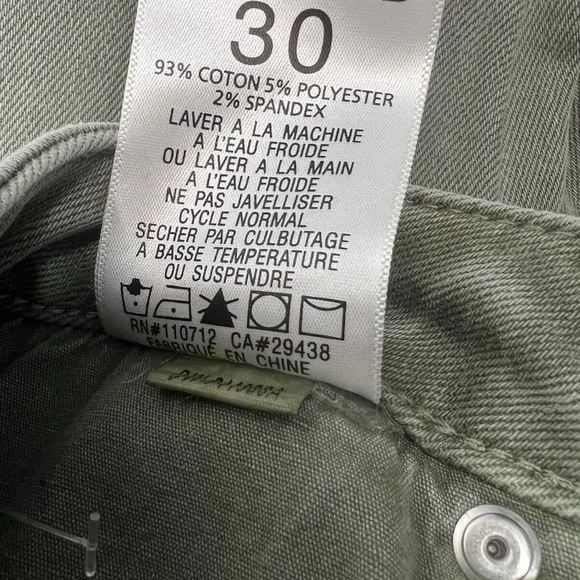 30
93% COTON 5% POLYESTER
2% SPANDEX
LAVER A LA MACHINE
A L'EAU FROIDE
OU LAVER A LA MAIN
A L'EAU FROIDE
NE PAS JAVELLISER
CYCLE NORMAL
SECHER PAR CULBUTAGE
A BASSE TEMPERATURE
OU SUSPENDRE
RN#110712 CA#29438
FABRIQUÉ EN CHINE